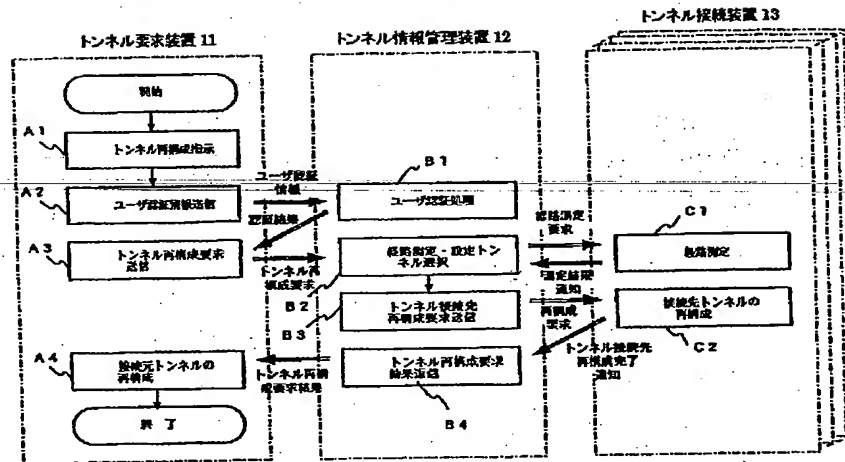 トンネル要求装置11
トンネル情報管理装置12
トンネル接続装置13
開始
A1
トンネル再構成指示
ユーザ認証
情報
B1
A2
ユーザ認証情報送信
ユーザ認証処理
認証結果
経路測定
要求
C1
A3
トンネル再構成要求
送信
トンネル再
構成要求
経路測定・設定トン
ネル選択
経路測定
測定結果
通知
B2
トンネル接続先
再構成要求送信
再構成
要求
接続先トンネルの
再構成
B3
C2
A4
接続元トンネルの
再構成
トンネル再構
成要求結果
トンネル再構成要求
結果送信
トンネル接続先
再構成完了
通知
終了
B4